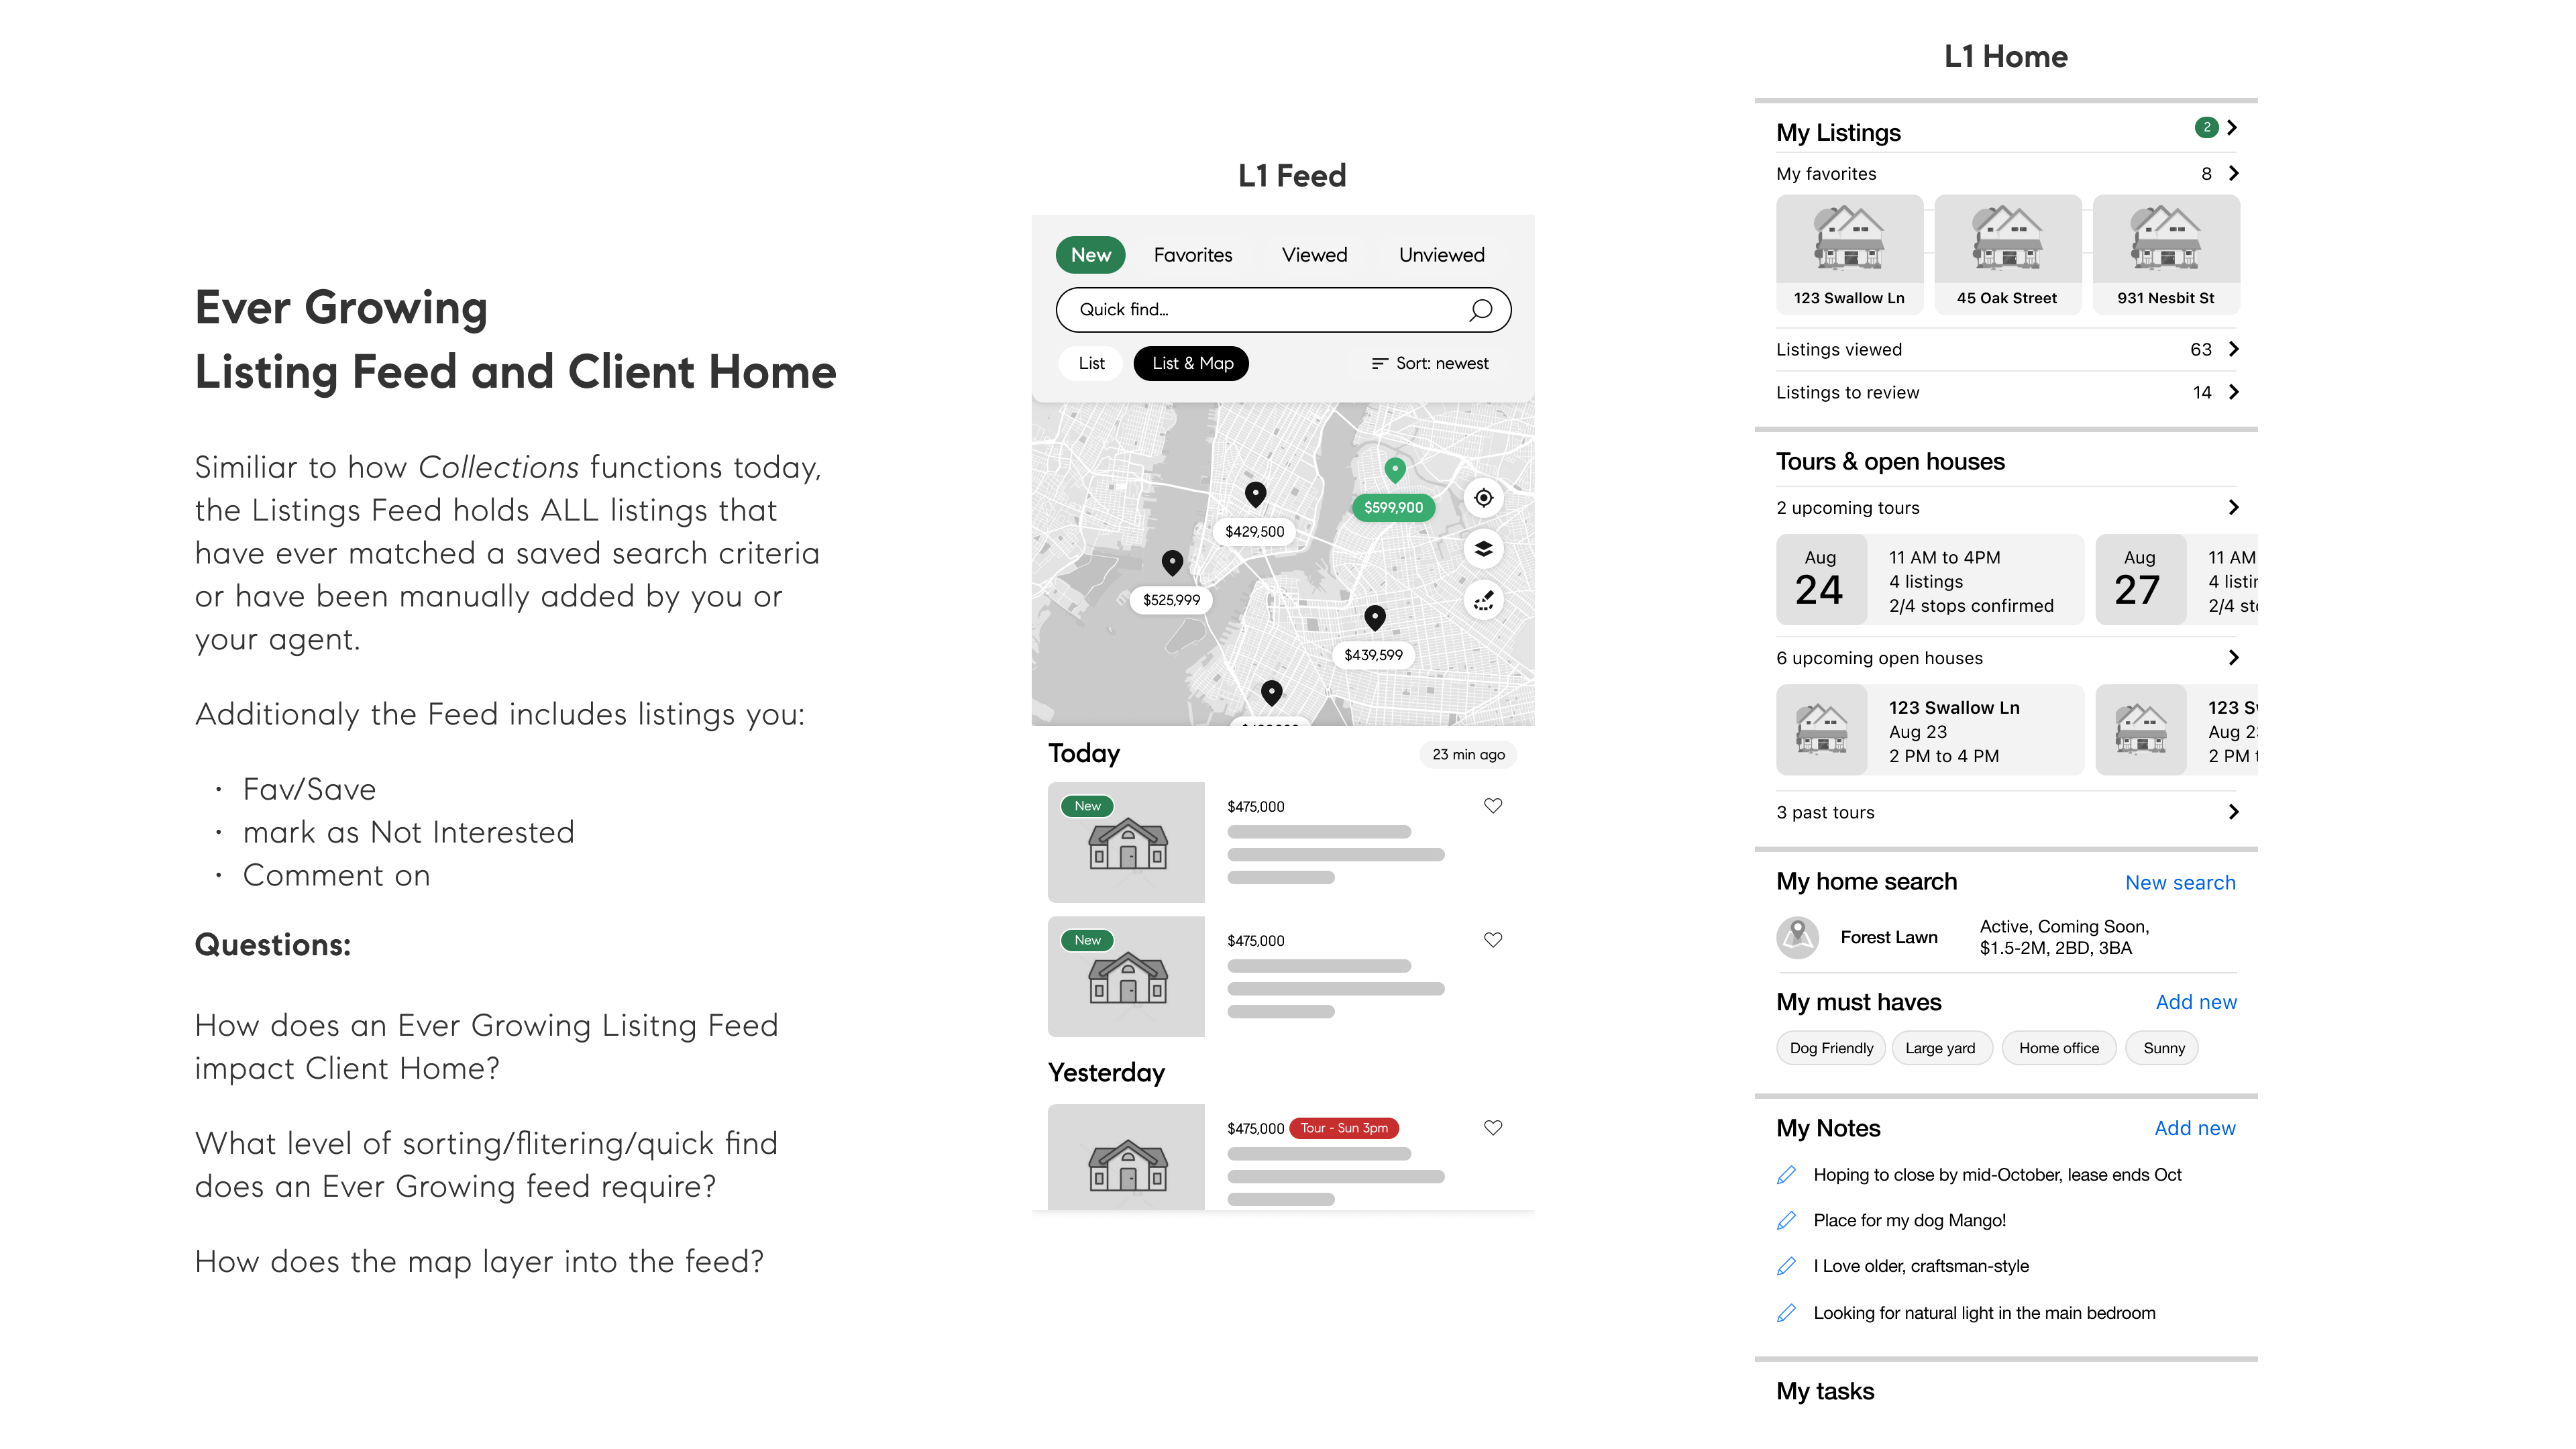 Ever Growing
Listing Feed and Client Home
Similiar to how Collections functions today,
the Listings Feed holds ALL listings that
have ever matched a saved search criteria
or have been manually added by you or
your agent.
Additionaly the Feed includes listings you:
• Fav/Save
• mark as Not Interested
• Comment on
Questions:
How does an Ever Growing Lisitng Feed
impact Client Home?
What level of sorting/flitering/quick find
does an Ever Growing feed require?
How does the map layer into the feed?
L1 Feed
New Favorites Viewed Unviewed
Quick find...
List List & Map Sort: newest
$599,900
$429,500
$525,999
$439,599
Today 23 min ago
New $475,000
New $475,000
Yesterday
$475,000 Tour - Sun 3pm
L1 Home
My Listings 2
My favorites 8
123 Swallow Ln 45 Oak Street 931 Nesbit St
Listings viewed 63
Listings to review 14
Tours & open houses
2 upcoming tours
Aug 24
11 AM to 4PM
4 listings
2/4 stops confirmed
Aug 27
11 AM
4 listin
2/4 sto
6 upcoming open houses
123 Swallow Ln
Aug 23
2 PM to 4 PM
123 S
Aug 2
2 PM t
3 past tours
My home search New search
Forest Lawn
Active, Coming Soon,
$1.5-2M, 2BD, 3BA
My must haves Add new
Dog Friendly Large yard Home office Sunny
My Notes Add new
Hoping to close by mid-October, lease ends Oct
Place for my dog Mango!
I Love older, craftsman-style
Looking for natural light in the main bedroom
My tasks